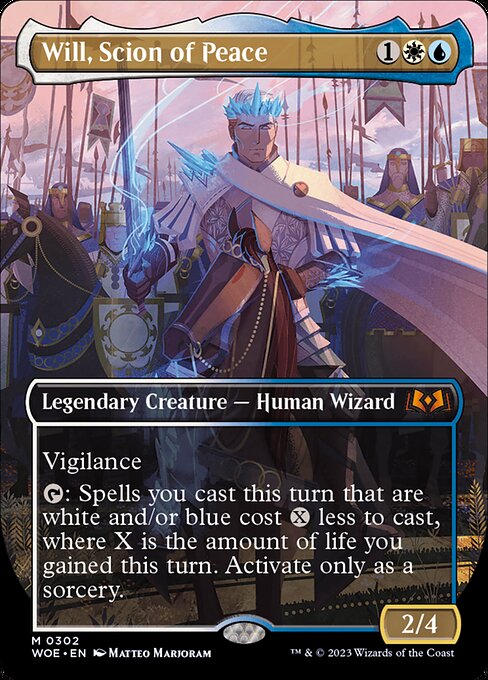 Will, Scion of Peace 1
Legendary Creature — Human Wizard
Vigilance
: Spells you cast this turn that are
white and/or blue cost X less to cast,
where X is the amount of life you
gained this turn. Activate only as a
sorcery.
2/4
M 0302
WOE • EN Matteo Marjoram
™ & © 2023 Wizards of the Coast